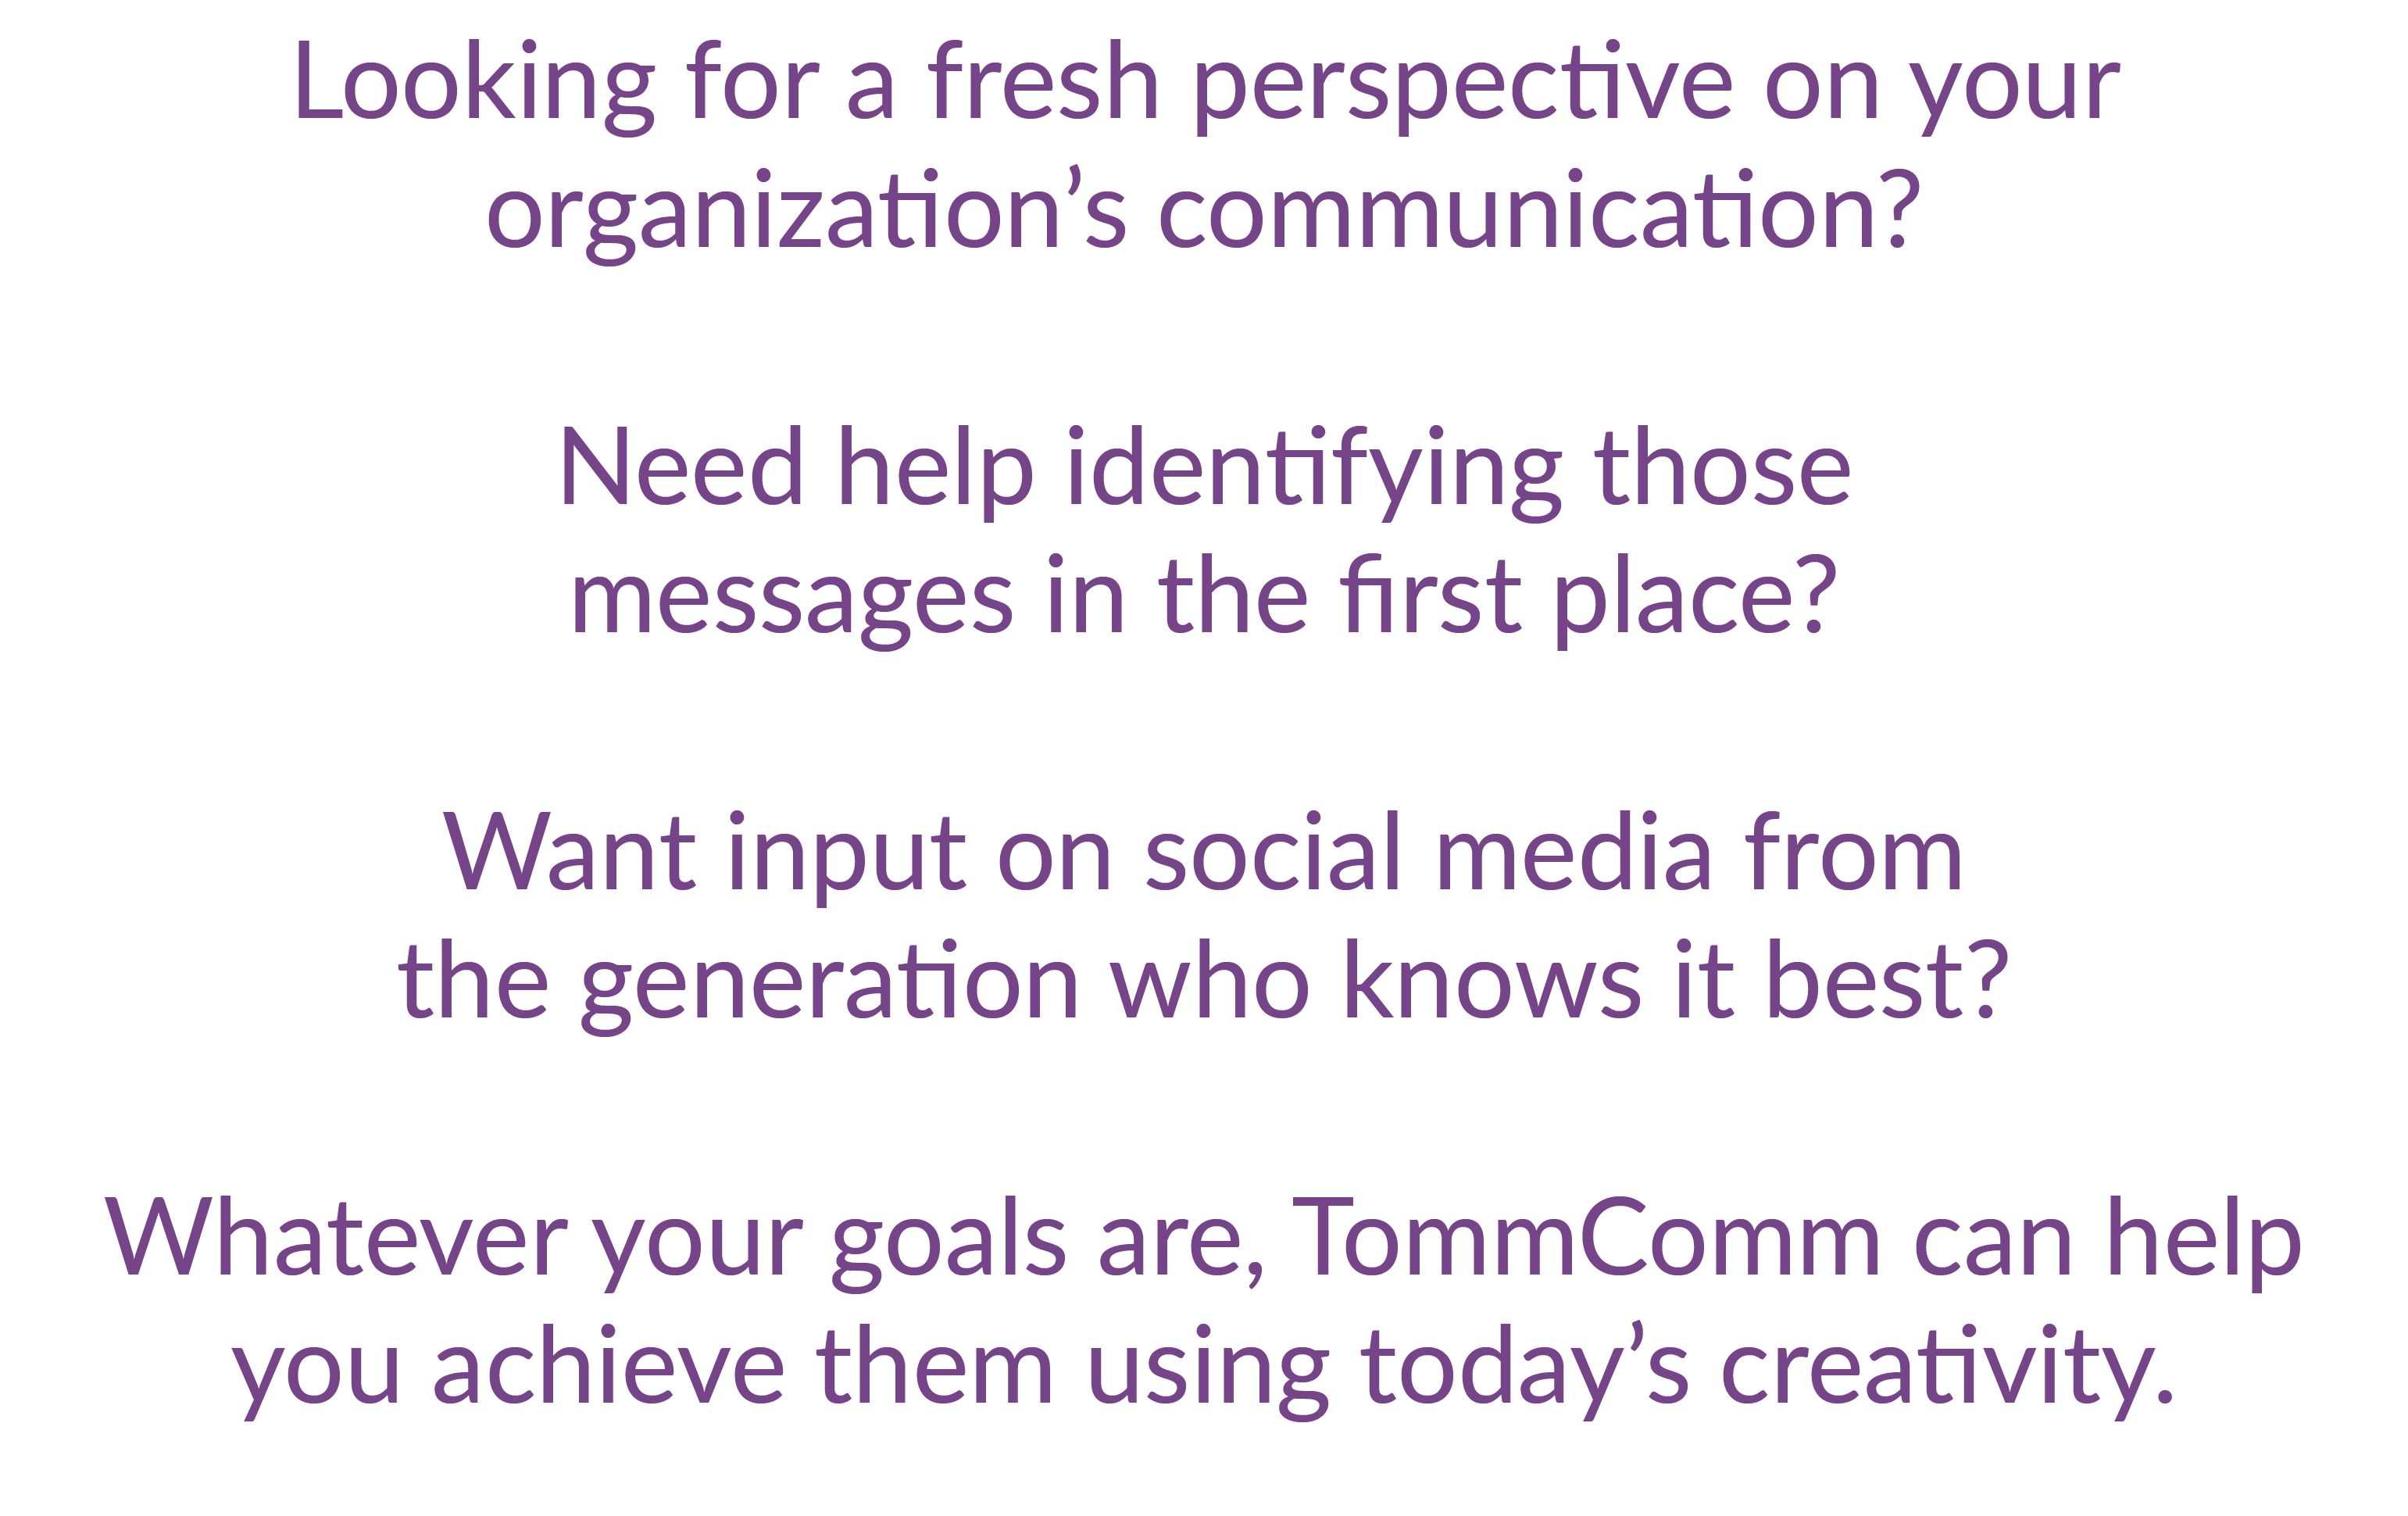 Looking for a fresh perspective on your
organization’s communication?
Need help identifying those
messages in the first place?
Want input on social media from
the generation who knows it best?
Whatever your goals are, TommComm can help
you achieve them using today’s creativity.